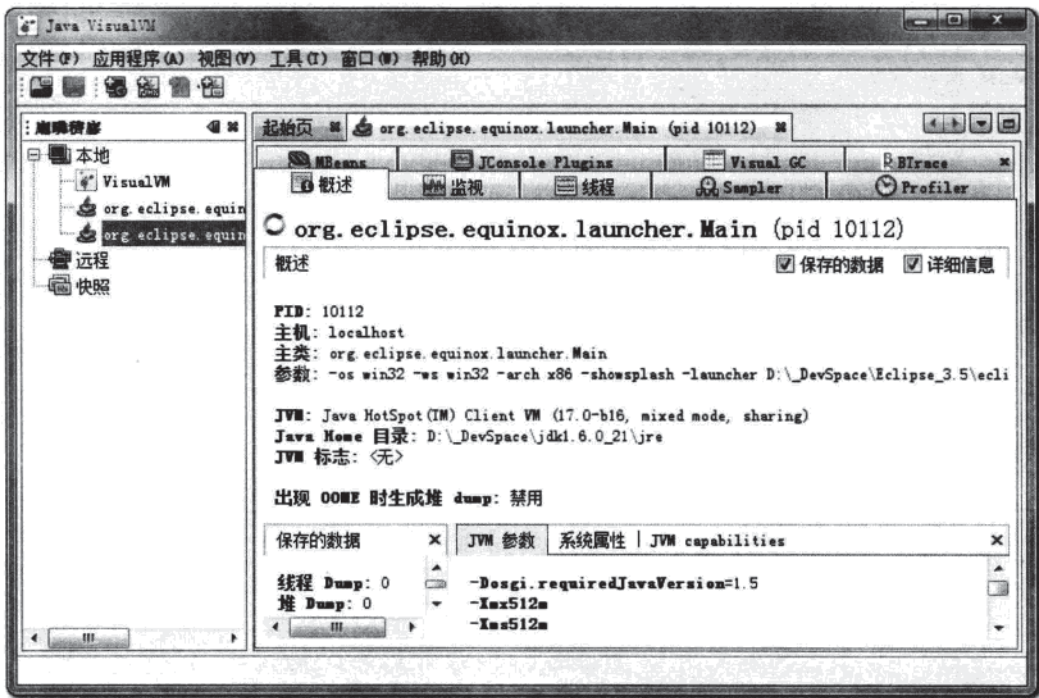 Java VisualVM
文件(F) 应用程序(A) 视图(V) 工具(T) 窗口(W) 帮助(H)
起始页 org.eclipse.equinox.launcher.Main (pid 10112)
本地
VisualVM
org.eclipse.equin
org.eclipse.equin
远程
快照
MBeans JConsole Plugins Visual GC BTrace
概述 监视 线程 Sampler Profiler
org.eclipse.equinox.launcher.Main (pid 10112)
概述 保存的数据 详细信息
PID: 10112
主机: localhost
主类: org.eclipse.equinox.launcher.Main
参数: -os win32 -ws win32 -arch x86 -showsplash -launcher D:\_DevSpace\Eclipse_3.5\ecli
JVM: Java HotSpot(TM) Client VM (17.0-b16, mixed mode, sharing)
Java Home 目录: D:\_DevSpace\jdk1.6.0_21\jre
JVM 标志: <无>
出现 OOME 时生成堆 dump: 禁用
保存的数据 JVM 参数 系统属性 JVM capabilities
线程 Dump: 0
堆 Dump: 0
-Dosgi.requiredJavaVersion=1.5
-Xmx512m
-Xms512m